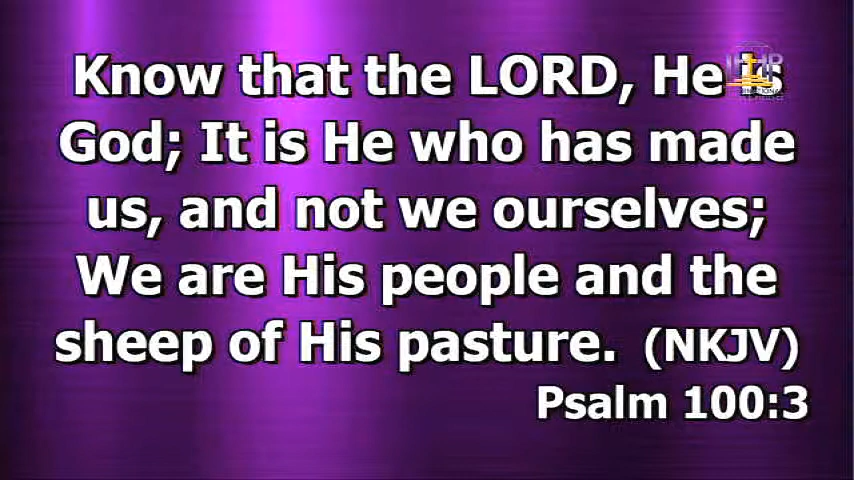 Know that the LORD, He is
God; It is He who has made
us, and not we ourselves;
We are His people and the
sheep of His pasture. (NKJV)
Psalm 100:3